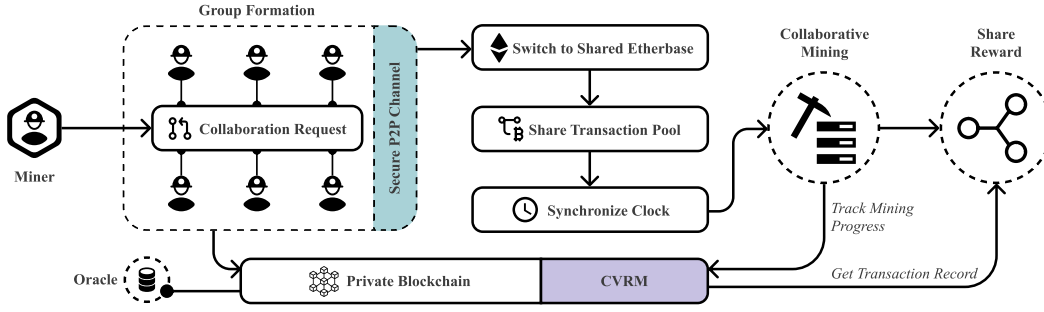 Group Formation
Miner
Collaboration Request
Secure P2P Channel
Switch to Shared Etherbase
Share Transaction Pool
Synchronize Clock
Collaborative
Mining
Share
Reward
Track Mining
Progress
Get Transaction Record
Oracle
Private Blockchain
CVRM